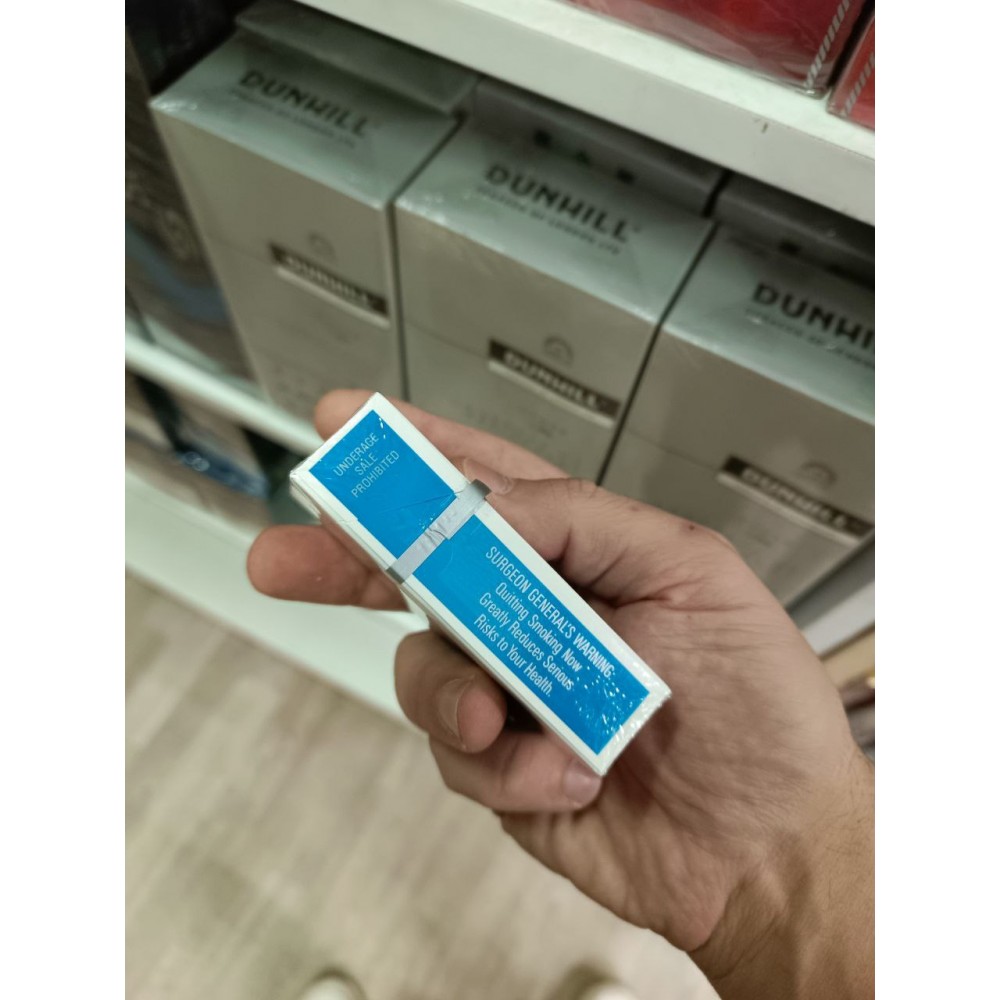 DUNHILL
DUNHILL
DUNHILL
DUNHILL
DUNHILL
DUNHILL
UNDERAGE
SALE
PROHIBITED
SURGEON GENERAL'S WARNING:
Quitting Smoking Now
Greatly Reduces Serious
Risks to Your Health.